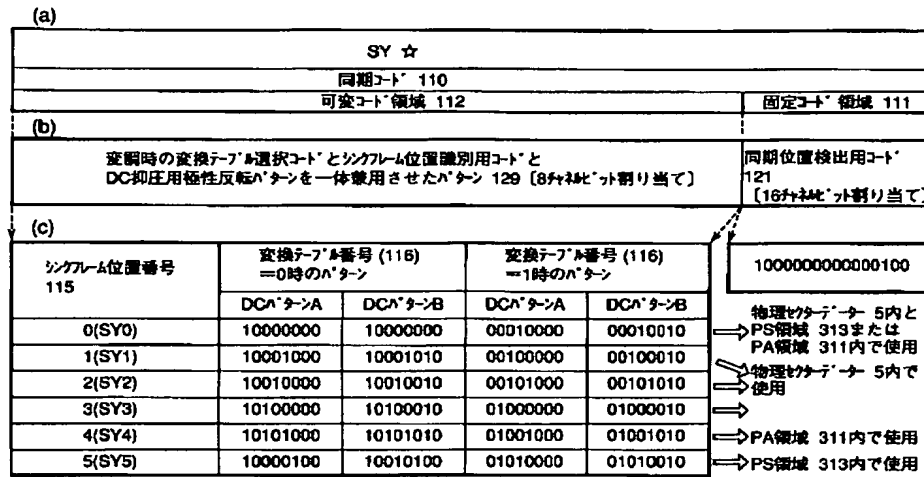 (a)
SY ☆
同期コード 110
可変コード領域 112
固定コード領域 111
(b)
変調時の変換テーブル選択コードとシンクフレーム位置識別用コードと
DC抑圧用極性反転パターンを一体兼用させたパターン 129〔8チャネルビット割り当て〕
同期位置検出用コード
121
〔16チャネルビット割り当て〕
(c)
シンクフレーム位置番号
115
変換テーブル番号 (116)
=0時のパターン
変換テーブル番号 (116)
=1時のパターン
1000000000000100
DCパターンA DCパターンB DCパターンA DCパターンB
0(SY0) 10000000 10000000 00010000 00010010
1(SY1) 10001000 10001010 00100000 00100010
2(SY2) 10010000 10010010 00101000 00101010
3(SY3) 10100000 10100010 01000000 01000010
4(SY4) 10101000 10101010 01001000 01001010
5(SY5) 10000100 10010100 01010000 01010010
⇒物理セクターデーター 5内と
PS領域 313または
PA領域 311内で使用
⇒物理セクターデーター 5内で
使用
⇒
⇒PA領域 311内で使用
⇒PS領域 313内で使用